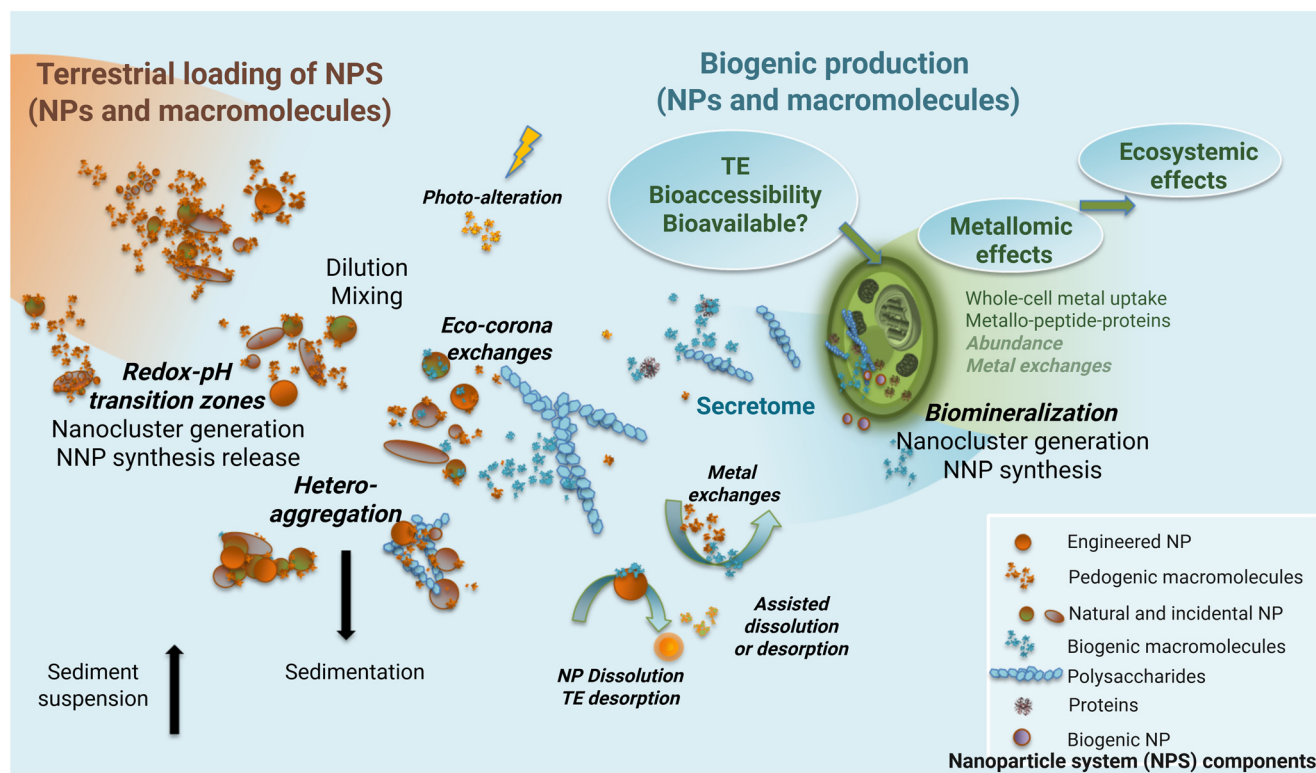 Terrestrial loading of NPS
(NPs and macromolecules)
Biogenic production
(NPs and macromolecules)
Photo-alteration
TE
Bioaccessibility
Bioavailable?
Ecosystemic
effects
Metallomic
effects
Whole-cell metal uptake
Metallo-peptide-proteins
Abundance
Metal exchanges
Dilution
Mixing
Eco-corona
exchanges
Redox-pH
transition zones
Nanocluster generation
NNP synthesis release
Secretome
Biomineralization
Nanocluster generation
NNP synthesis
Hetero-
aggregation
Metal
exchanges
Assisted
dissolution
or desorption
NP Dissolution
TE desorption
Sediment
suspension
Sedimentation
Engineered NP
Pedogenic macromolecules
Natural and incidental NP
Biogenic macromolecules
Polysaccharides
Proteins
Biogenic NP
Nanoparticle system (NPS) components